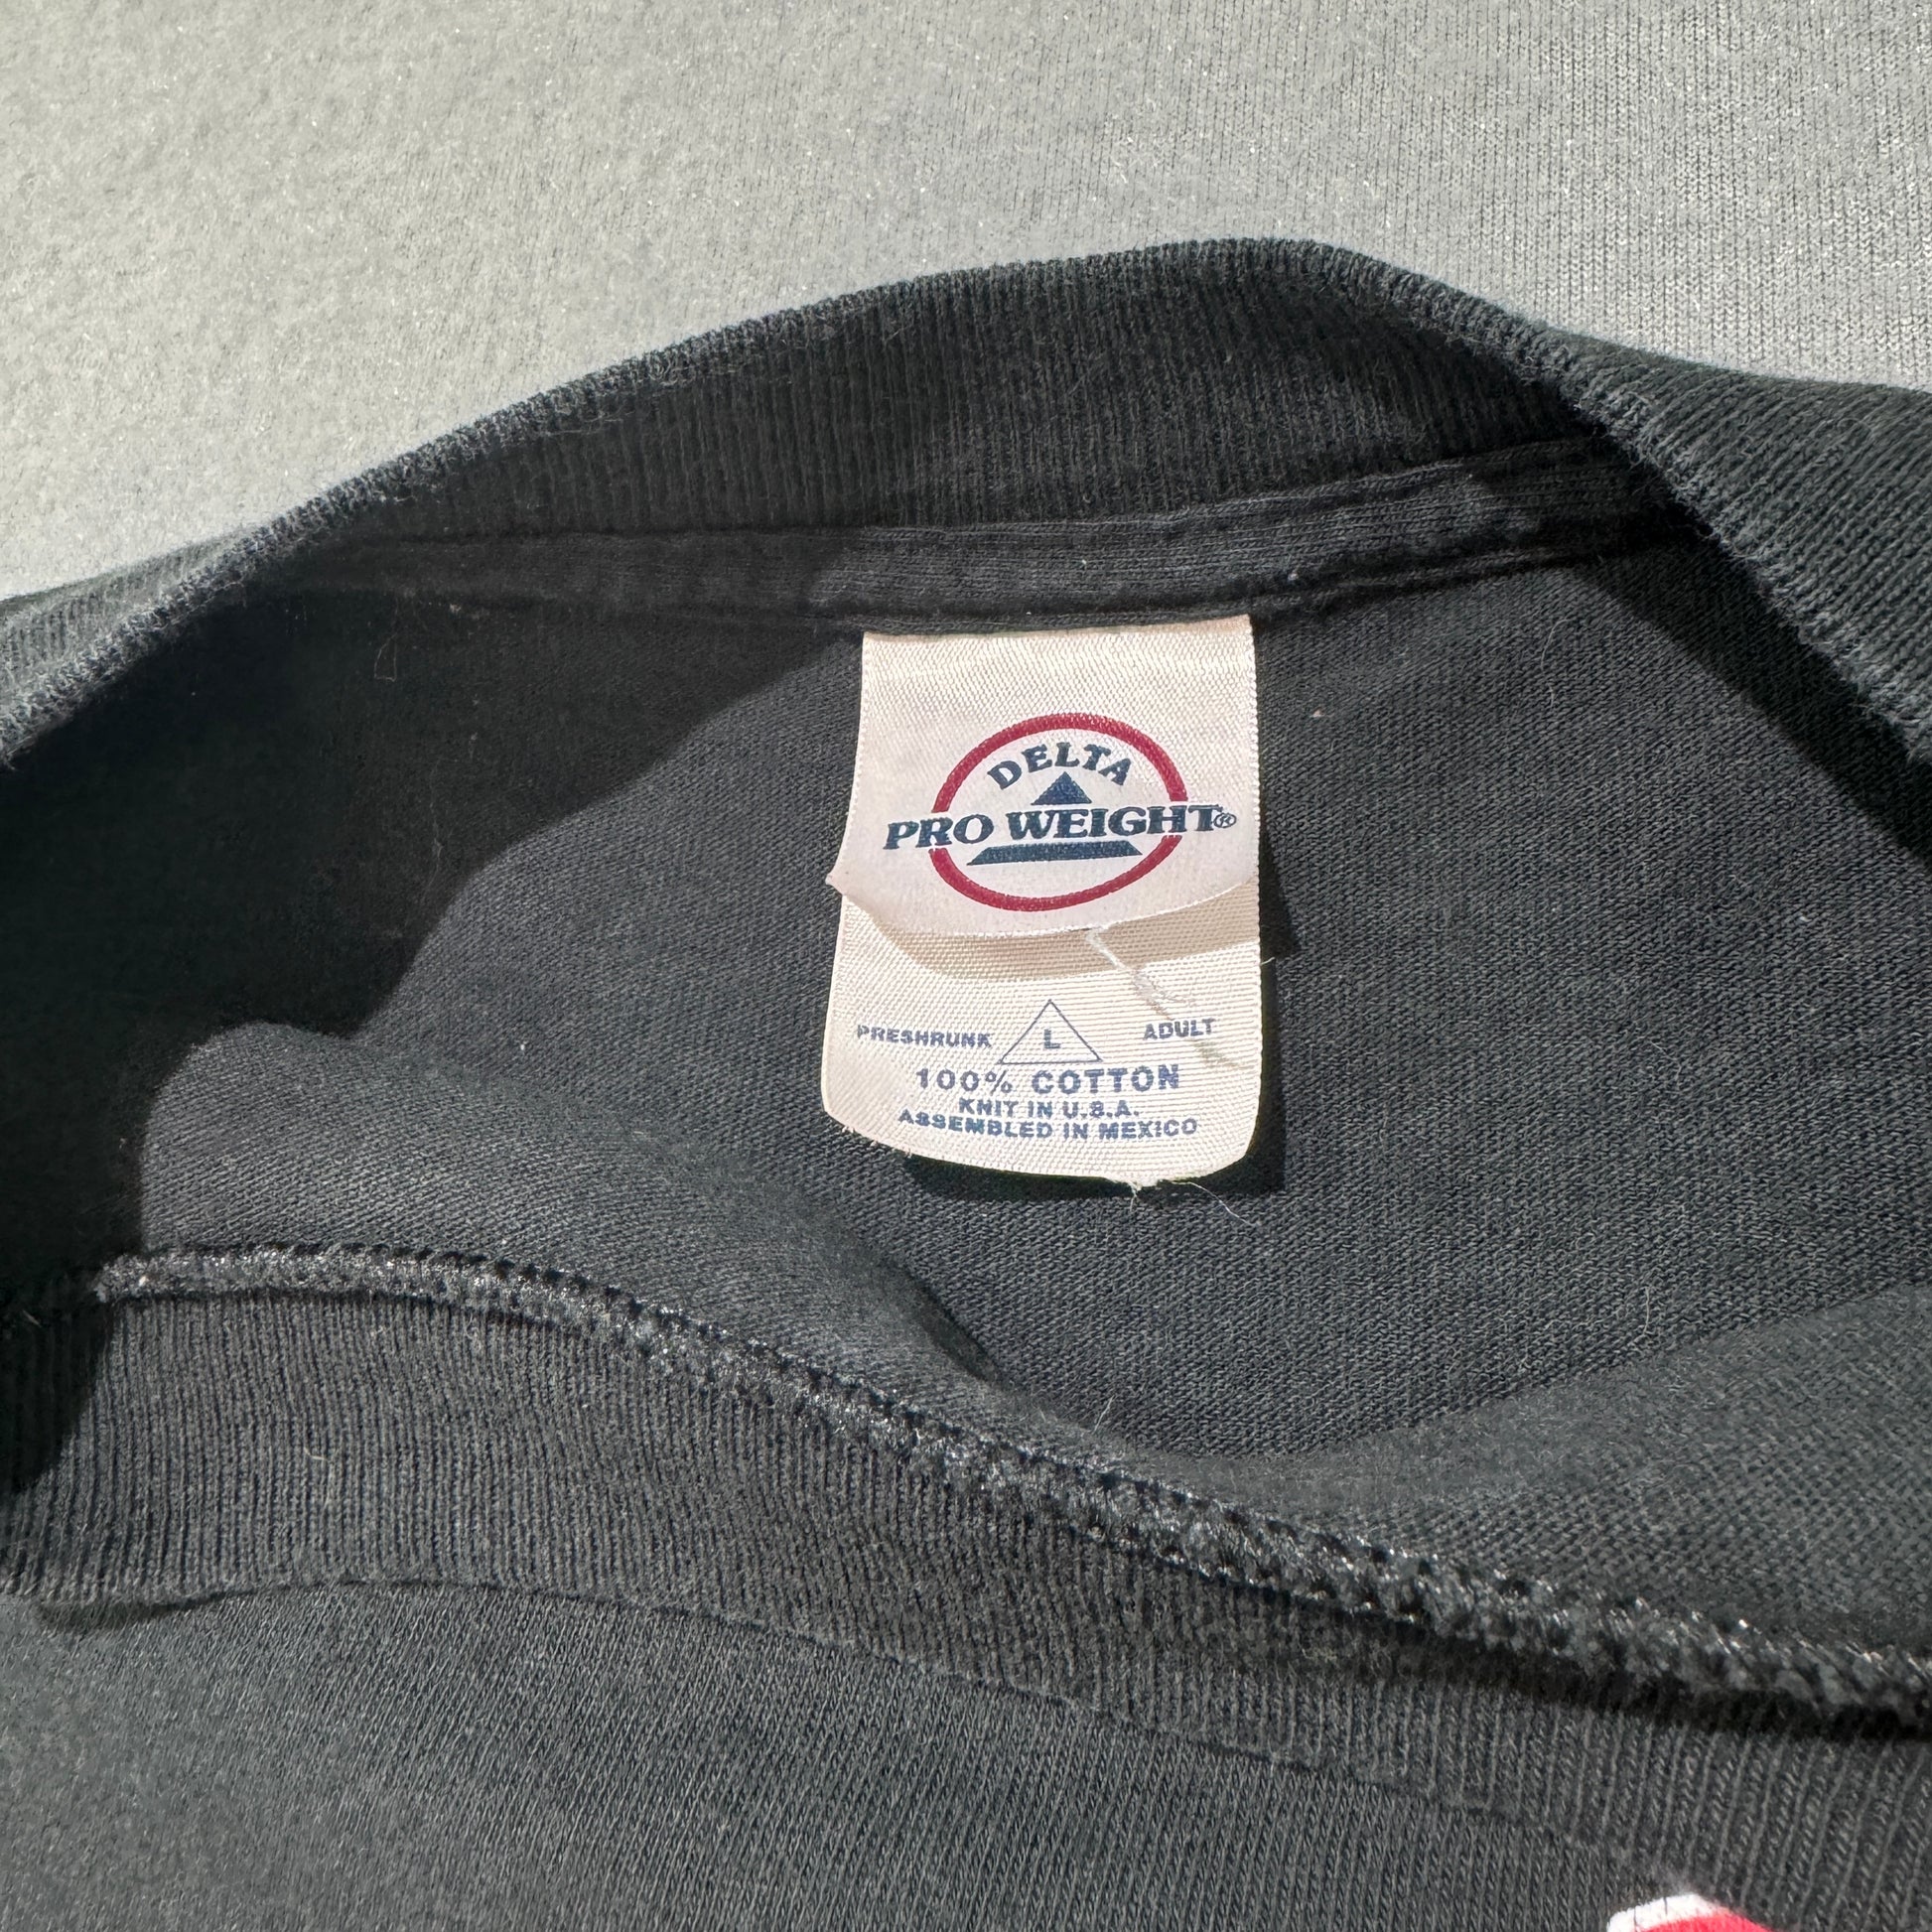 DELTA
PRO WEIGHT®
PRESHRUNK L ADULT
100% COTTON
KNIT IN U.S.A.
ASSEMBLED IN MEXICO